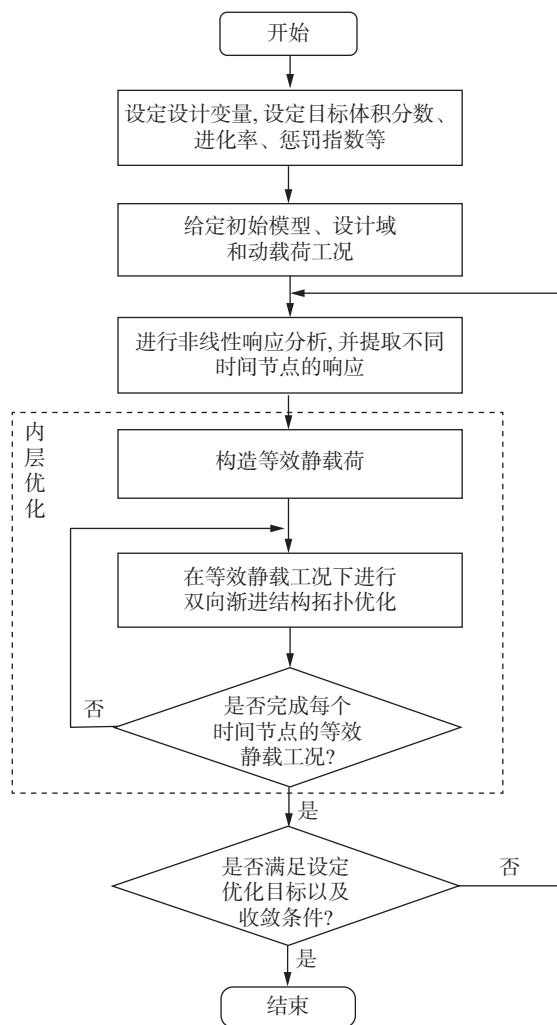 开始
设定设计变量,设定目标体积分数、
进化率、惩罚指数等
给定初始模型、设计域
和动载荷工况
进行非线性响应分析,并提取不同
时间节点的响应
内
层
优
化
构造等效静载荷
在等效静载工况下进行
双向渐进结构拓扑优化
否
是否完成每个
时间节点的等效
静载工况?
是
是否满足设定
优化目标以及
收敛条件?
否
是
结束